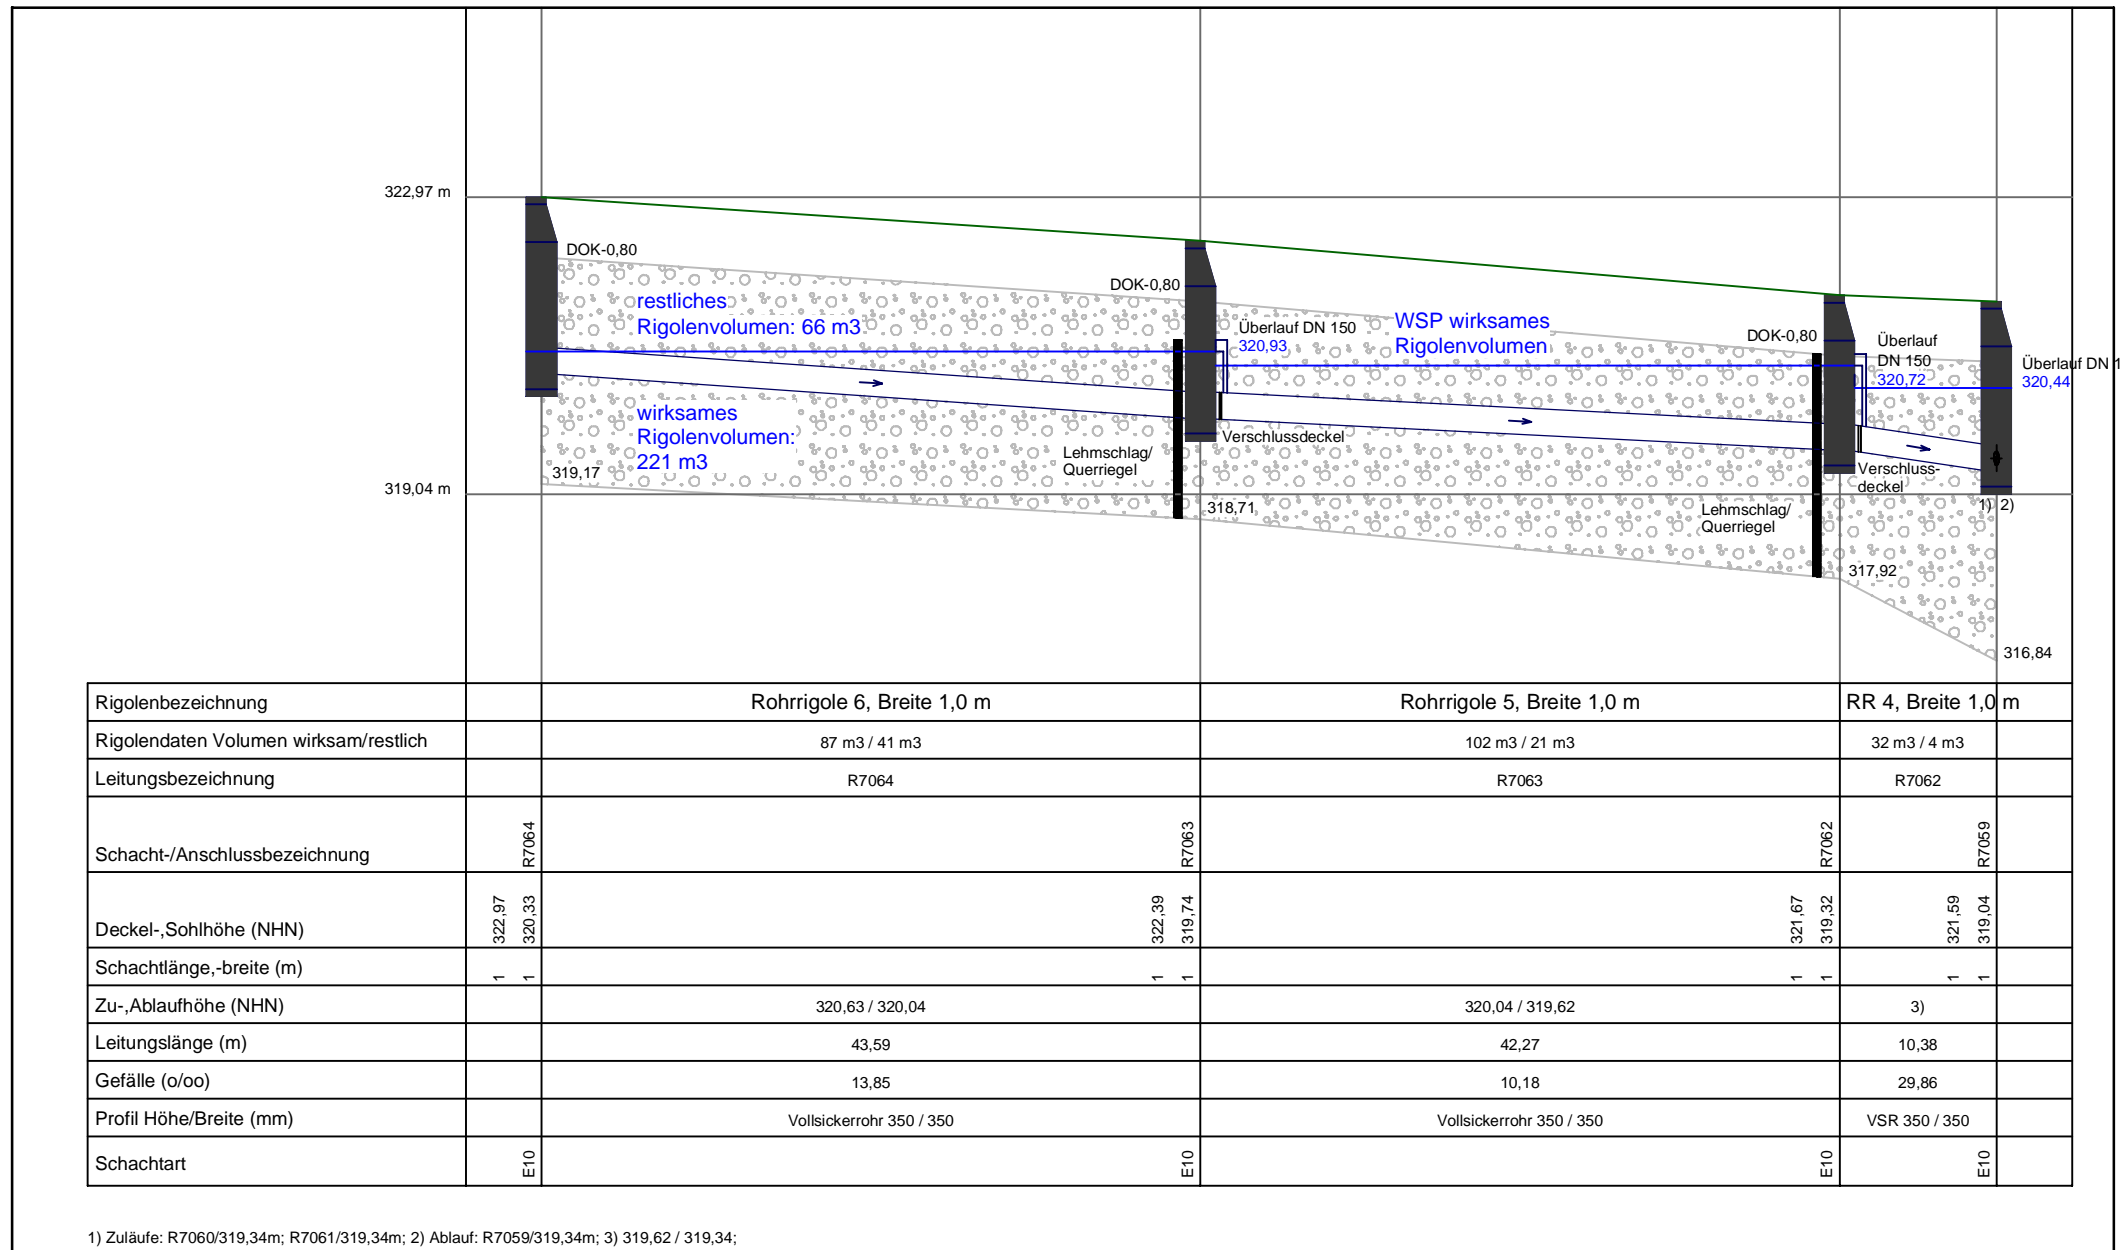 322,97 m
DOK-0,80
restliches
Rigolenvolumen: 66 m3
DOK-0,80
Überlauf DN 150
320,93
WSP wirksames
Rigolenvolumen
DOK-0,80
Überlauf
DN 150
320,72
Überlauf DN 1
320,44
wirksames
Rigolenvolumen:
221 m3
Lehmschlag/
Querriegel
Verschlussdeckel
Verschluss-
deckel
319,17
319,04 m
318,71
Lehmschlag/
Querriegel
1) 2)
317,92
316,84
Rigolenbezeichnung Rohrrigole 6, Breite 1,0 m Rohrrigole 5, Breite 1,0 m RR 4, Breite 1,0 m
Rigolendaten Volumen wirksam/restlich 87 m3 / 41 m3 102 m3 / 21 m3 32 m3 / 4 m3
Leitungsbezeichnung R7064 R7063 R7062
Schacht-/Anschlussbezeichnung R7064 R7063 R7062 R7059
Deckel-,Sohlhöhe (NHN) 322,97 320,33 322,39 319,74 321,67 319,32 321,59 319,04
Schachtlänge,-breite (m) 1 1 1 1 1 1 1 1
Zu-,Ablaufhöhe (NHN) 320,63 / 320,04 320,04 / 319,62 3)
Leitungslänge (m) 43,59 42,27 10,38
Gefälle (o/oo) 13,85 10,18 29,86
Profil Höhe/Breite (mm) Vollsickerrohr 350 / 350 Vollsickerrohr 350 / 350 VSR 350 / 350
Schachtart E10 E10 E10 E10
1) Zuläufe: R7060/319,34m; R7061/319,34m; 2) Ablauf: R7059/319,34m; 3) 319,62 / 319,34;